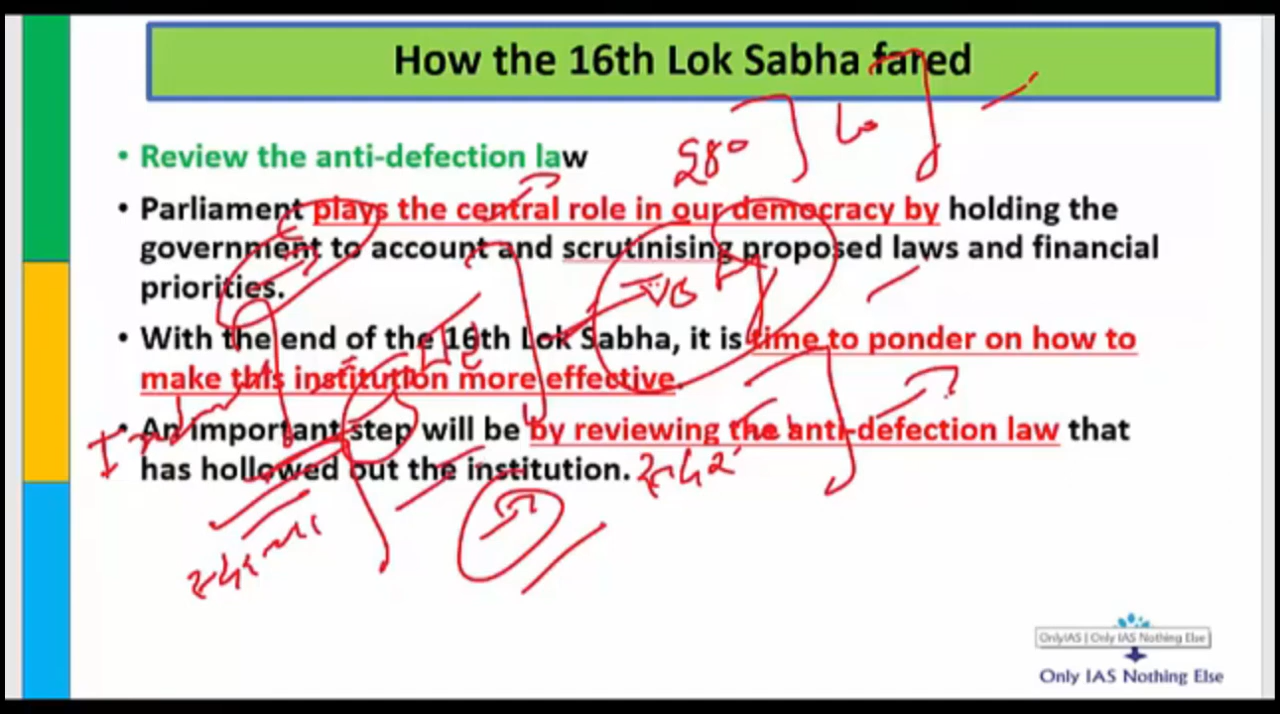 How the 16th Lok Sabha fared
• Review the anti-defection law
580
• Parliament plays the central role in our democracy by holding the
government to account and scrutinising proposed laws and financial
priorities.
• With the end of the 16th Lok Sabha, it is time to ponder on how to
make this institution more effective.
• An important step will be by reviewing the anti-defection law that
has hollowed out the institution.
OnlyIAS | Only IAS Nothing Else
Only IAS Nothing Else